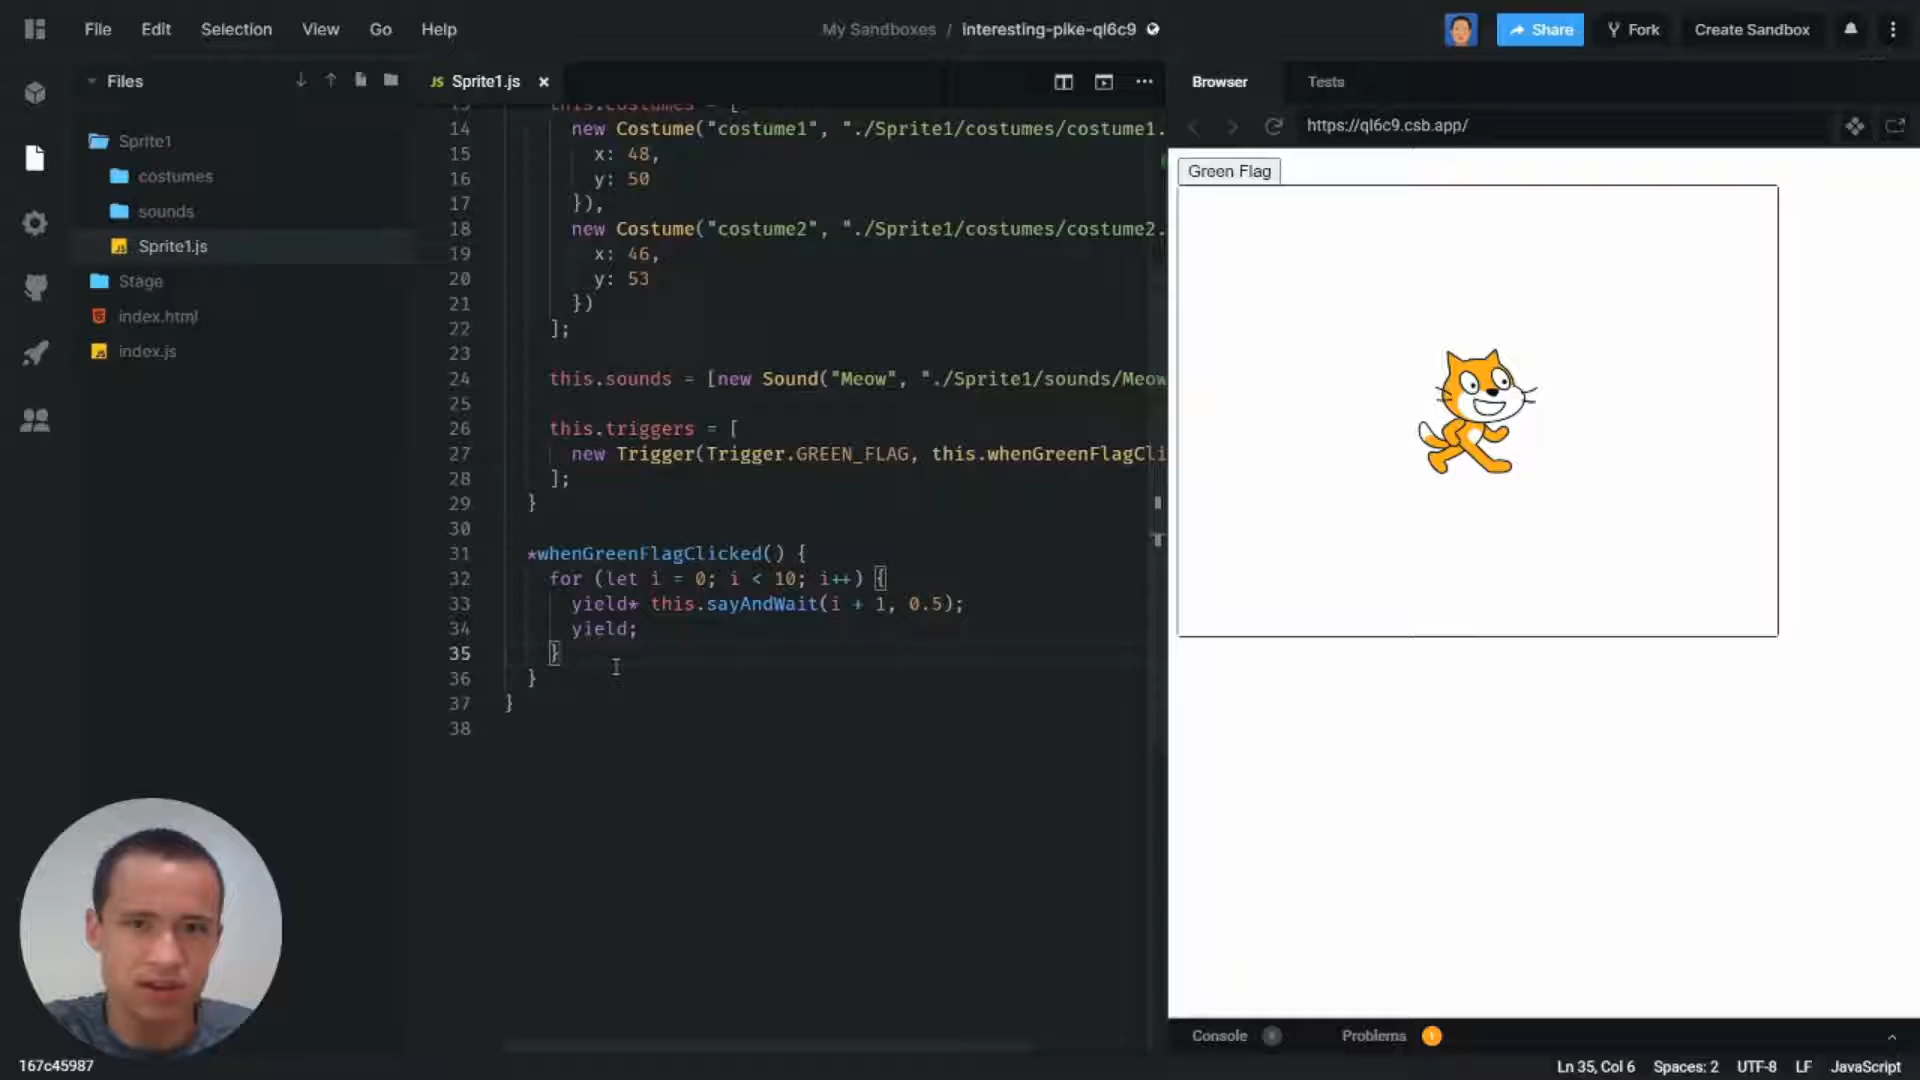 File Edit Selection View Go Help
My Sandboxes / interesting-pike-ql6c9
Share Fork Create Sandbox
Files
JS Sprite1.js ×
Browser Tests
https://ql6c9.csb.app/
Sprite1
costumes
sounds
Sprite1.js
Stage
index.html
index.js
13 this.costumes = [
14 new Costume("costume1", "./Sprite1/costumes/costume1.
15 x: 48,
16 y: 50
17 }),
18 new Costume("costume2", "./Sprite1/costumes/costume2.
19 x: 46,
20 y: 53
21 })
22 ];
23
24 this.sounds = [new Sound("Meow", "./Sprite1/sounds/Meow
25
26 this.triggers = [
27 new Trigger(Trigger.GREEN_FLAG, this.whenGreenFlagCli
28 ];
29 }
30
31 *whenGreenFlagClicked() {
32 for (let i = 0; i < 10; i++) {
33 yield* this.sayAndWait(i + 1, 0.5);
34 yield;
35 }
36 }
37 }
38
Green Flag
Console Problems
167c45987
Ln 35, Col 6 Spaces: 2 UTF-8 LF JavaScript